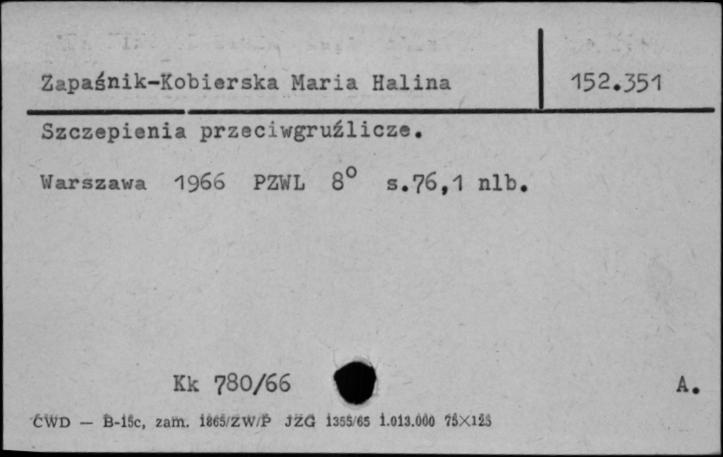 Zapaśnik-Kobierska Maria Halina 152.351
Szczepienia przeciwgruźlicze.
Warszawa 1966 PZWL 8° s.76,1 nlb.
Kk 780/66 A.
ĆWD — B-15c, zam. 1865/ZW/P JZG 1355/65 1.013.000 75×125